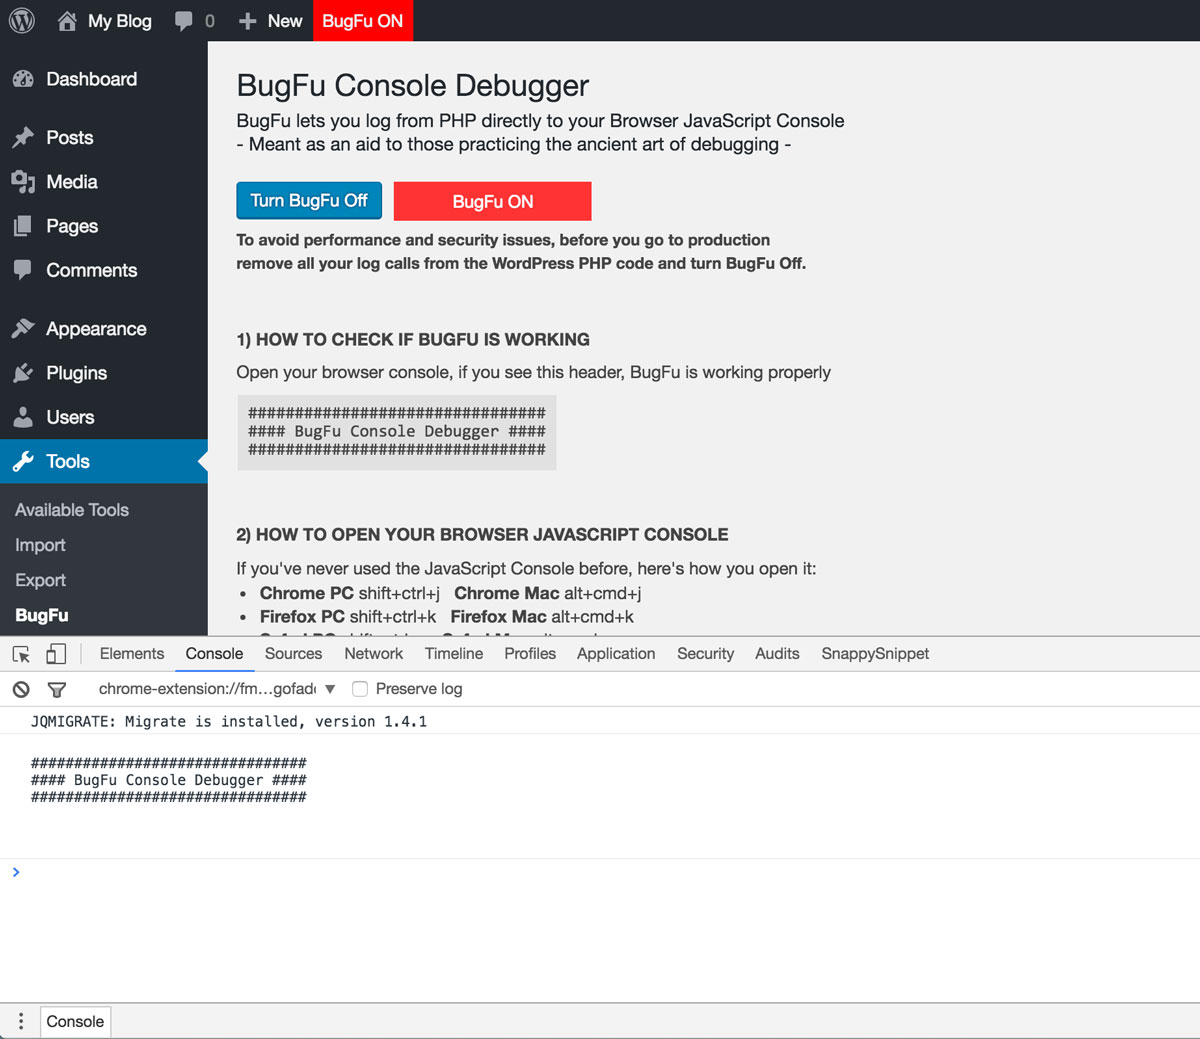 My Blog 0 New BugFu ON
Dashboard
Posts
Media
Pages
Comments
Appearance
Plugins
Users
Tools
Available Tools
Import
Export
BugFu
BugFu Console Debugger
BugFu lets you log from PHP directly to your Browser JavaScript Console
- Meant as an aid to those practicing the ancient art of debugging -
Turn BugFu Off BugFu ON
To avoid performance and security issues, before you go to production
remove all your log calls from the WordPress PHP code and turn BugFu Off.
1) HOW TO CHECK IF BUGFU IS WORKING
Open your browser console, if you see this header, BugFu is working properly
################################
#### BugFu Console Debugger ####
################################
2) HOW TO OPEN YOUR BROWSER JAVASCRIPT CONSOLE
If you've never used the JavaScript Console before, here's how you open it:
• Chrome PC shift+ctrl+j Chrome Mac alt+cmd+j
• Firefox PC shift+ctrl+k Firefox Mac alt+cmd+k
Elements Console Sources Network Timeline Profiles Application Security Audits SnappySnippet
chrome-extension://fm...gofad ▼ Preserve log
JQMIGRATE: Migrate is installed, version 1.4.1
################################
#### BugFu Console Debugger ####
################################
>
Console